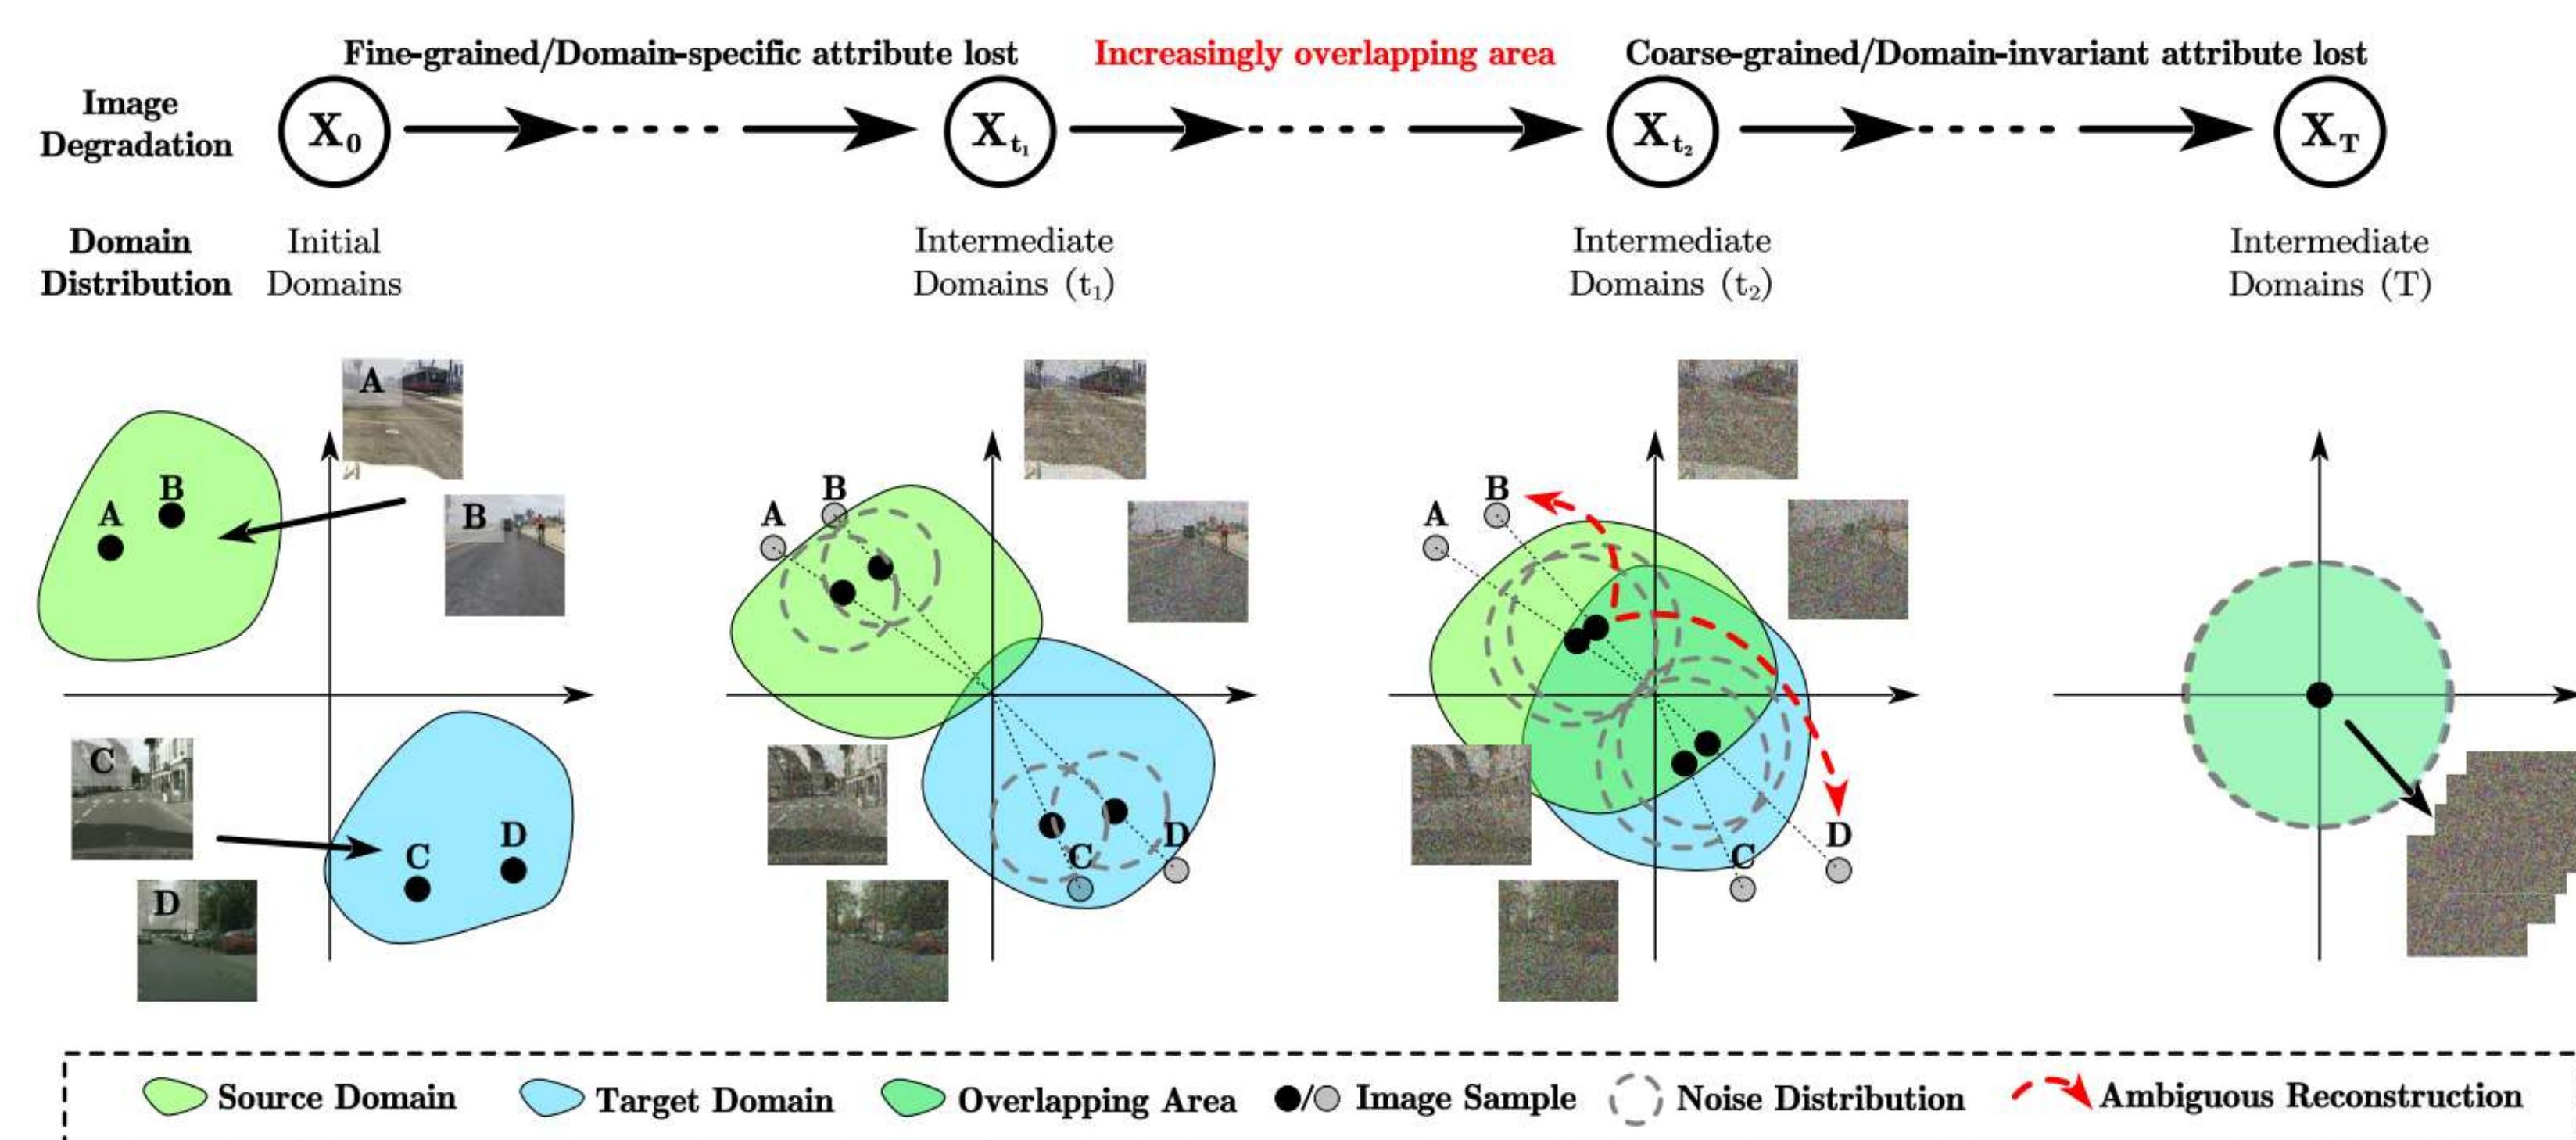 Fine-grained/Domain-specific attribute lost
Increasingly overlapping area
Coarse-grained/Domain-invariant attribute lost
Image
Degradation
X₀
Xₜ₁
Xₜ₂
X_T
Domain
Distribution
Initial
Domains
Intermediate
Domains (t₁)
Intermediate
Domains (t₂)
Intermediate
Domains (T)
A
B
A
B
C
D
C
D
A
B
C
D
A
B
C
D
Source Domain
Target Domain
Overlapping Area
Image Sample
Noise Distribution
Ambiguous Reconstruction